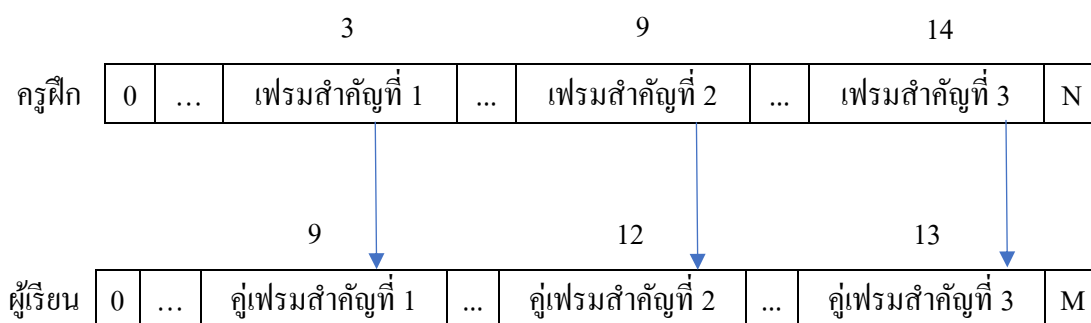 3 9 14
ครูฝึก 0 … เฟรมสำคัญที่ 1 ... เฟรมสำคัญที่ 2 ... เฟรมสำคัญที่ 3 N
9 12 13
ผู้เรียน 0 … คู่เฟรมสำคัญที่ 1 ... คู่เฟรมสำคัญที่ 2 ... คู่เฟรมสำคัญที่ 3 M